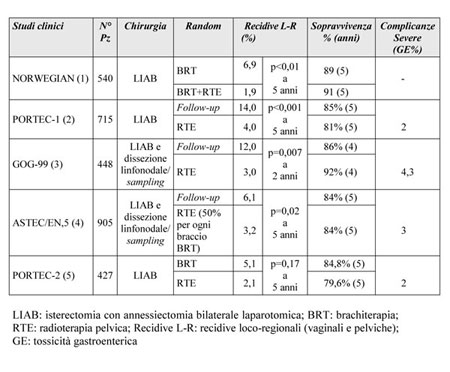 Studi clinici N° Pz Chirurgia Random Recidive L-R (%) Sopravvivenza % (anni) Complicanze Severe (GE%)
NORWEGIAN (1) 540 LIAB BRT 6,9 p<0,01 a 5 anni 89 (5) -
BRT+RTE 1,9 91 (5)
PORTEC-1 (2) 715 LIAB Follow-up 14,0 p<0,001 a 5 anni 85% (5) 2
RTE 4,0 81% (5)
GOG-99 (3) 448 LIAB e dissezione linfonodale/ sampling Follow-up 12,0 p=0,007 a 2 anni 86% (4) 4,3
RTE 3,0 92% (4)
ASTEC/EN,5 (4) 905 LIAB e dissezione linfonodale/ sampling Follow-up 6,1 p=0,02 a 5 anni 84% (5) 3
RTE (50% per ogni braccio BRT) 3,2 84% (5)
PORTEC-2 (5) 427 LIAB BRT 5,1 p=0,17 a 5 anni 84,8% (5) 2
RTE 2,1 79,6% (5)
LIAB: isterectomia con annessiectomia bilaterale laparotomica; BRT: brachiterapia;
RTE: radioterapia pelvica; Recidive L-R: recidive loco-regionali (vaginali e pelviche);
GE: tossicità gastroenterica